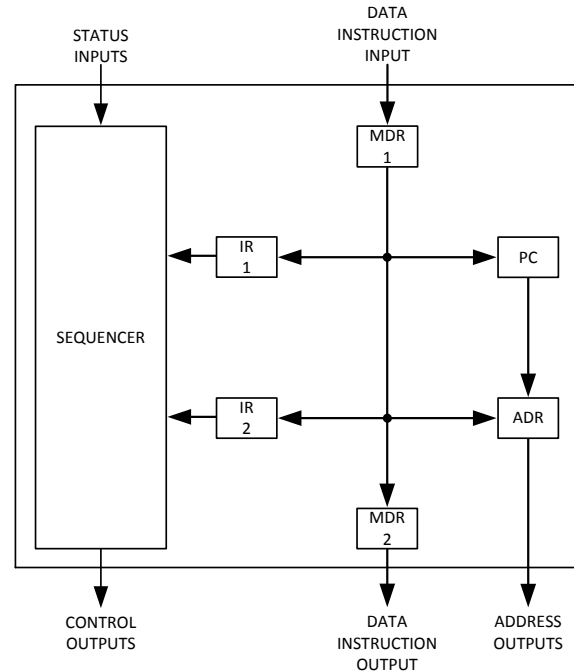 STATUS
INPUTS
DATA
INSTRUCTION
INPUT
MDR
1
IR
1
PC
SEQUENCER
IR
2
ADR
MDR
2
CONTROL
OUTPUTS
DATA
INSTRUCTION
OUTPUT
ADDRESS
OUTPUTS